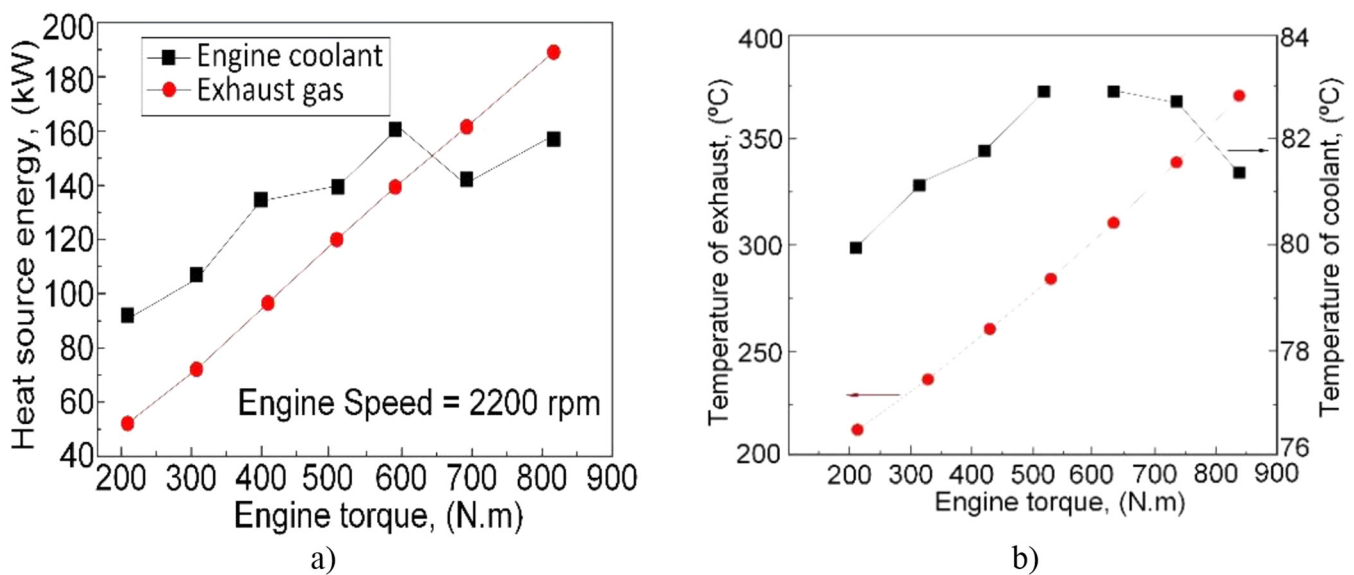 Heat source energy, (kW)
200
180
160
140
120
100
80
60
40
Engine coolant
Exhaust gas
Engine Speed = 2200 rpm
200 300 400 500 600 700 800 900
Engine torque, (N.m)
a)
Temperature of exhaust, (ºC)
400
350
300
250
200
84
82
80
78
76
Temperature of coolant, (ºC)
200 300 400 500 600 700 800 900
Engine torque, (N.m)
b)